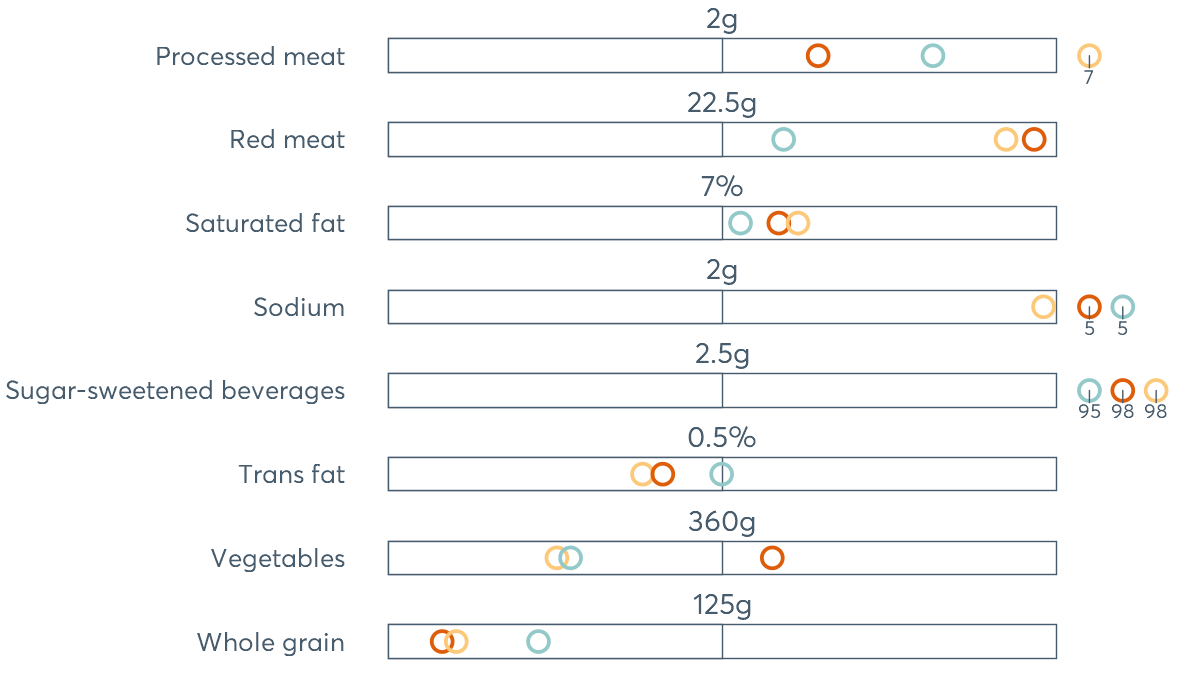 2g
Processed meat
7
22.5g
Red meat
7%
Saturated fat
2g
Sodium
5 5
2.5g
Sugar-sweetened beverages
95 98 98
0.5%
Trans fat
360g
Vegetables
125g
Whole grain